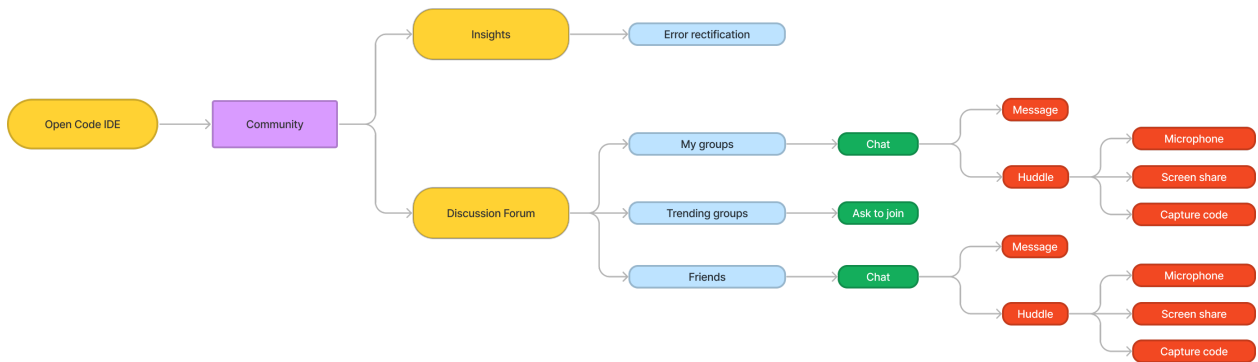 Insights
Error rectification
Open Code IDE
Community
Message
My groups
Chat
Microphone
Huddle
Screen share
Capture code
Discussion Forum
Trending groups
Ask to join
Message
Friends
Chat
Microphone
Huddle
Screen share
Capture code